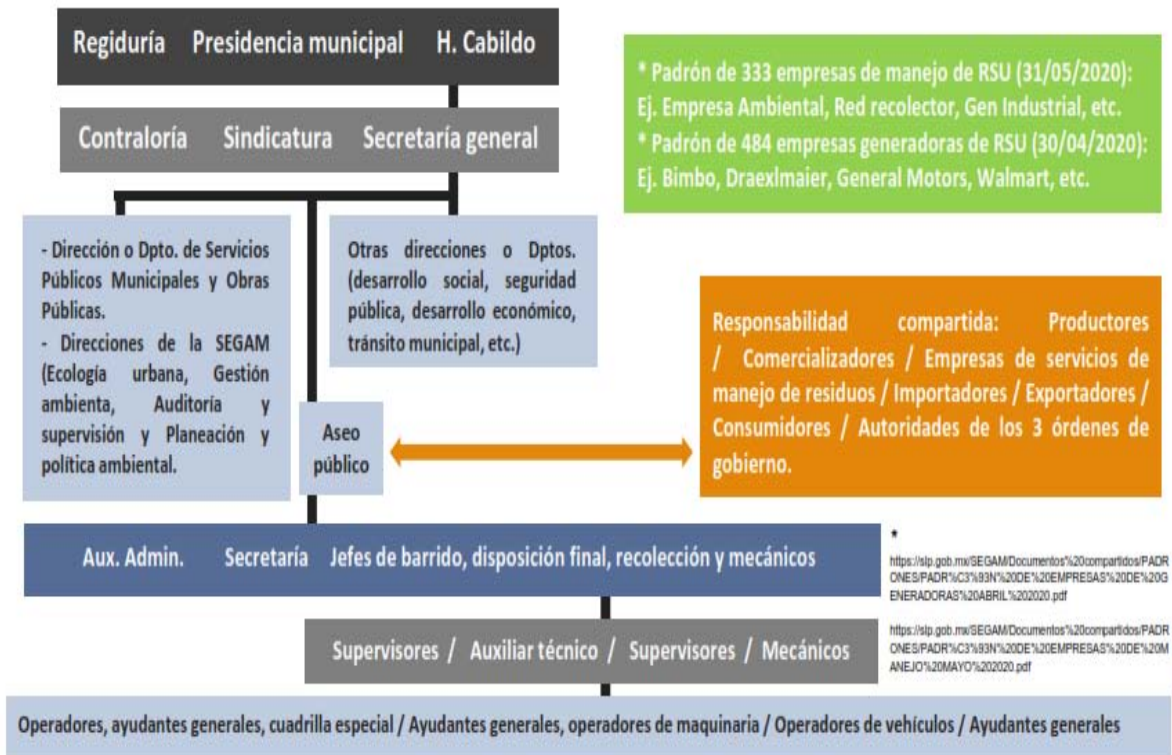 Regiduría Presidencia municipal H. Cabildo
Contraloría Sindicatura Secretaría general
* Padrón de 333 empresas de manejo de RSU (31/05/2020):
Ej. Empresa Ambiental, Red recolector, Gen Industrial, etc.
* Padrón de 484 empresas generadoras de RSU (30/04/2020):
Ej. Bimbo, Draexlmaier, General Motors, Walmart, etc.
- Dirección o Dpto. de Servicios
Públicos Municipales y Obras
Públicas.
- Direcciones de la SEGAM
(Ecología urbana, Gestión
ambienta, Auditoría y
supervisión y Planeación y
política ambiental.
Otras direcciones o Dptos.
(desarrollo social, seguridad
pública, desarrollo económico,
tránsito municipal, etc.)
Aseo
público
Responsabilidad compartida: Productores
/ Comercializadores / Empresas de servicios de
manejo de residuos / Importadores / Exportadores /
Consumidores / Autoridades de los 3 órdenes de
gobierno.
Aux. Admin. Secretaría Jefes de barrido, disposición final, recolección y mecánicos
*
https://slp.gob.mx/SEGAM/Documentos%20compartidos/PADR
ONES/PADR%C3%93N%20DE%20EMPRESAS%20DE%20G
ENERADORAS%20ABRIL%202020.pdf
https://slp.gob.mx/SEGAM/Documentos%20compartidos/PADR
ONES/PADR%C3%93N%20DE%20EMPRESAS%20DE%20M
ANEJO%20MAYO%202020.pdf
Supervisores / Auxiliar técnico / Supervisores / Mecánicos
Operadores, ayudantes generales, cuadrilla especial / Ayudantes generales, operadores de maquinaria / Operadores de vehículos / Ayudantes generales